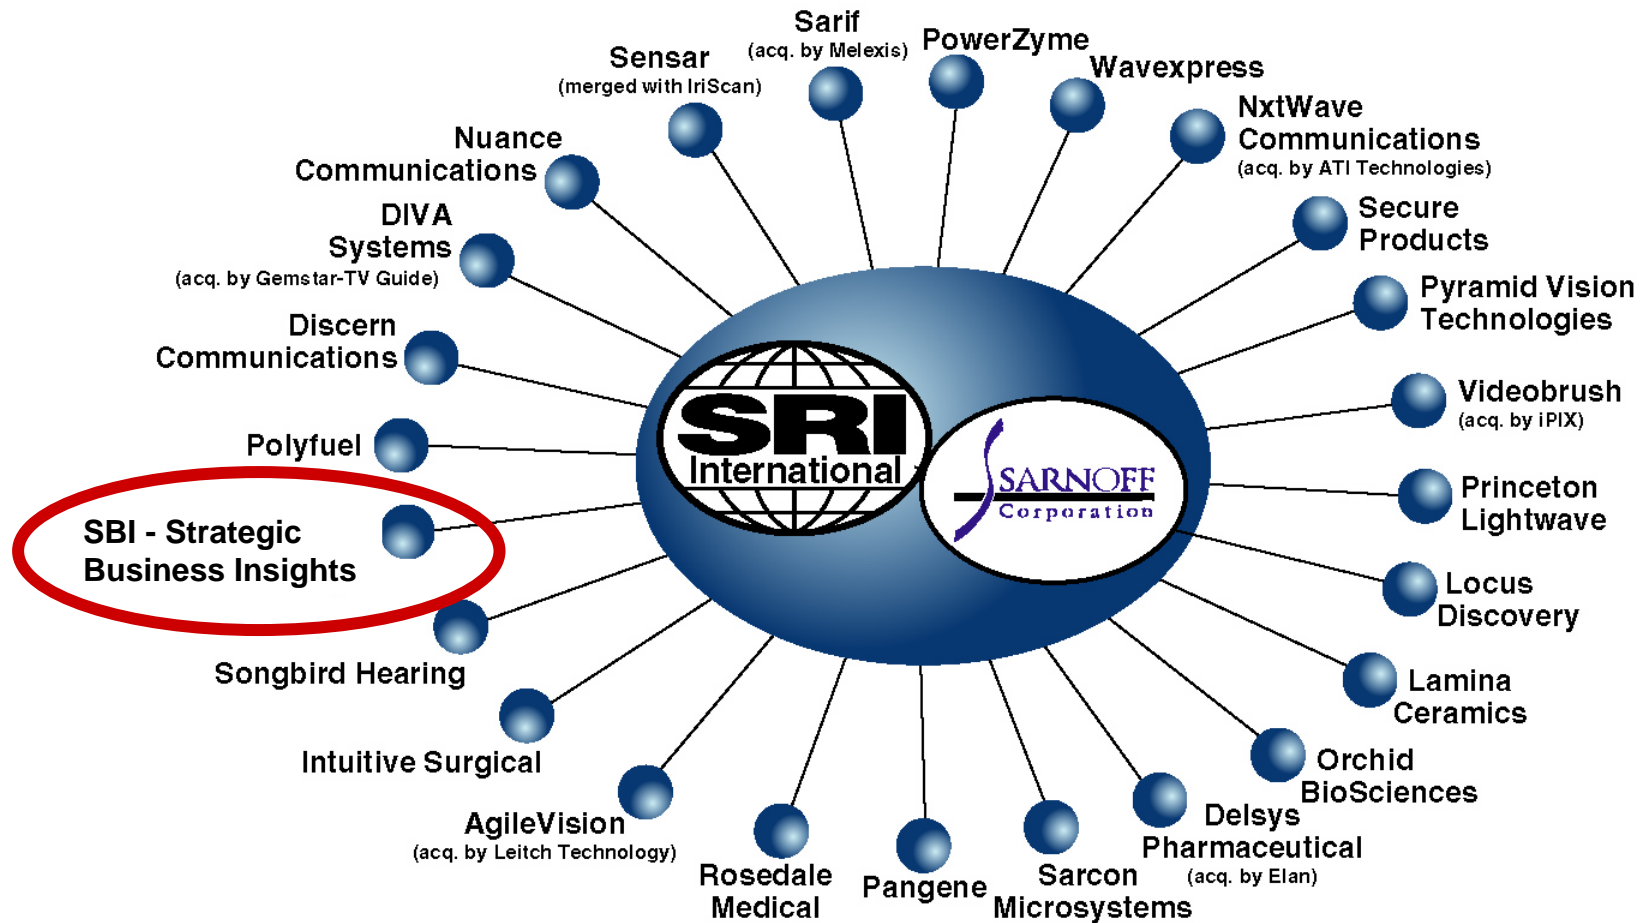 Sarif
(acq. by Melexis)
PowerZyme
Wavexpress
Sensar
(merged with IriScan)
NxtWave
Communications
(acq. by ATI Technologies)
Nuance
Communications
Secure
Products
DIVA
Systems
(acq. by Gemstar-TV Guide)
Pyramid Vision
Technologies
Discern
Communications
Videobrush
(acq. by iPIX)
SRI
International
Polyfuel
SARNOFF
Corporation
Princeton
Lightwave
SBI - Strategic
Business Insights
Locus
Discovery
Songbird Hearing
Lamina
Ceramics
Intuitive Surgical
Orchid
BioSciences
AgileVision
(acq. by Leitch Technology)
Delsys
Pharmaceutical
(acq. by Elan)
Rosedale
Medical
Pangene
Sarcon
Microsystems